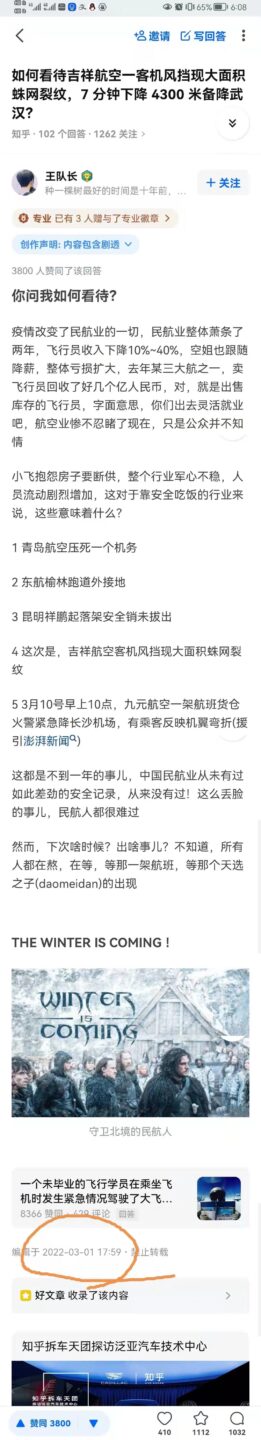 65% 6:08
邀请 写回答
如何看待吉祥航空一客机风挡现大面积
蛛网裂纹，7 分钟下降 4300 米备降武
汉？
知乎 · 102 个回答 · 1262 关注 >
王队长
种一棵树最好的时间是十年前，...
+ 关注
专业 已有 3 人赠与了专业徽章 >
创作声明: 内容包含剧透
3800 人赞同了该回答
你问我如何看待？
疫情改变了民航业的一切，民航业整体萧条了
两年，飞行员收入下降10%~40%，空姐也跟随
降薪，整体亏损扩大，去年某三大航之一，卖
飞行员回收了好几个亿人民币，对，就是出售
库存的飞行员，字面意思，你们出去灵活就业
吧，航空业惨不忍睹了现在，只是公众并不知
情
小飞抱怨房子要断供，整个行业军心不稳，人
员流动剧烈增加，这对于靠安全吃饭的行业来
说，这些意味着什么？
1 青岛航空压死一个机务
2 东航榆林跑道外接地
3 昆明祥鹏起落架安全销未拔出
4 这次是，吉祥航空客机风挡现大面积蛛网裂
纹
5 3月10号早上10点，九元航空一架航班货仓
火警紧急降长沙机场，有乘客反映机翼弯折(援
引澎湃新闻)
这都是不到一年的事儿，中国民航业从未有过
如此差劲的安全记录，从来没有过！这么丢脸
的事儿，民航人都很难过
然而，下次啥时候？出啥事儿？不知道，所有
人都在熬，在等，等那一架航班，等那个天选
之子(daomeidan)的出现
THE WINTER IS COMING！
WINTER
IS
COMING
守卫北境的民航人
一个未毕业的飞行学员在乘坐飞
机时发生紧急情况驾驶了大飞...
8366 赞同 · 429 评论 回答
编辑于 2022-03-01 17:59 · 禁止转载
好文章 收录了该内容
知乎拆车天团探访泛亚汽车技术中心
知乎拆车天团
CADILLAC 知乎
赞同 3800
410 1112 1032